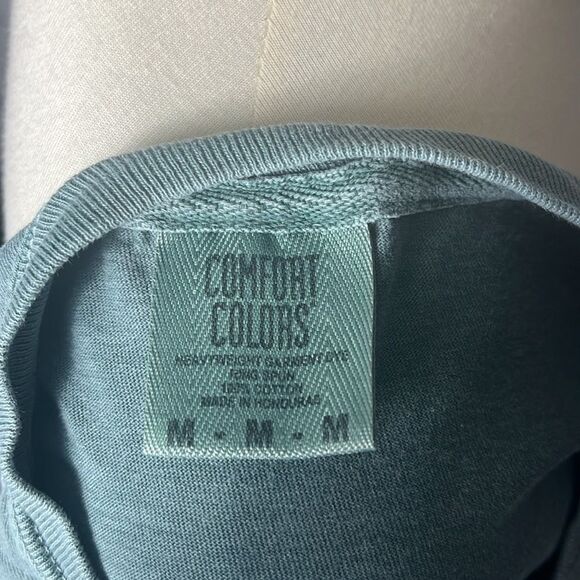 COMFORT
COLORS
HEAVYWEIGHT GARMENT DYE
RING SPUN
100% COTTON
MADE IN HONDURAS
M - M - M